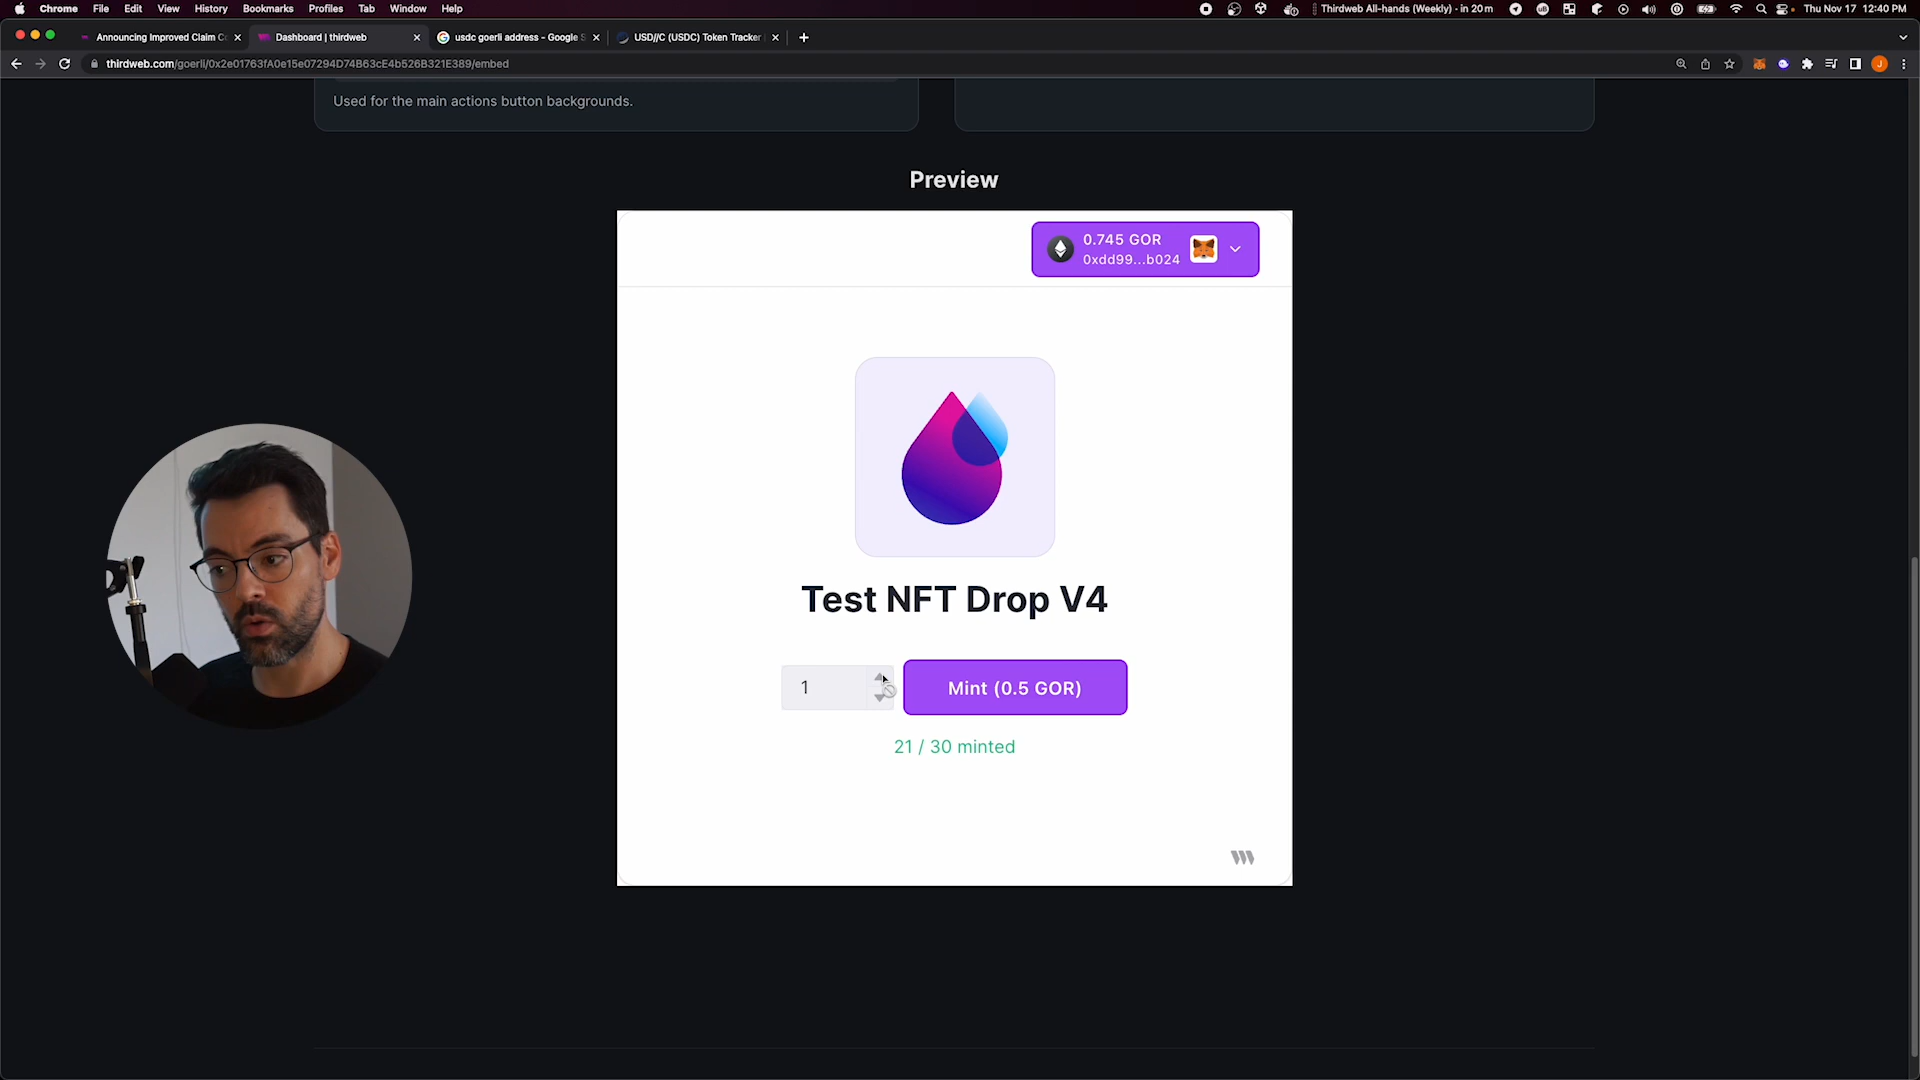 Chrome File Edit View History Bookmarks Profiles Tab Window Help
Thirdweb All-hands (Weekly) - in 20 m
Thu Nov 17 12:40 PM
Announcing Improved Claim C
Dashboard | thirdweb
usdc goerli address - Google S
USD//C (USDC) Token Tracker
thirdweb.com/goerli/0x2e01763fA0e15e07294D74B63cE4b526B321E389/embed
J
Used for the main actions button backgrounds.
Preview
0.745 GOR
0xdd99...b024
Test NFT Drop V4
1
Mint (0.5 GOR)
21 / 30 minted